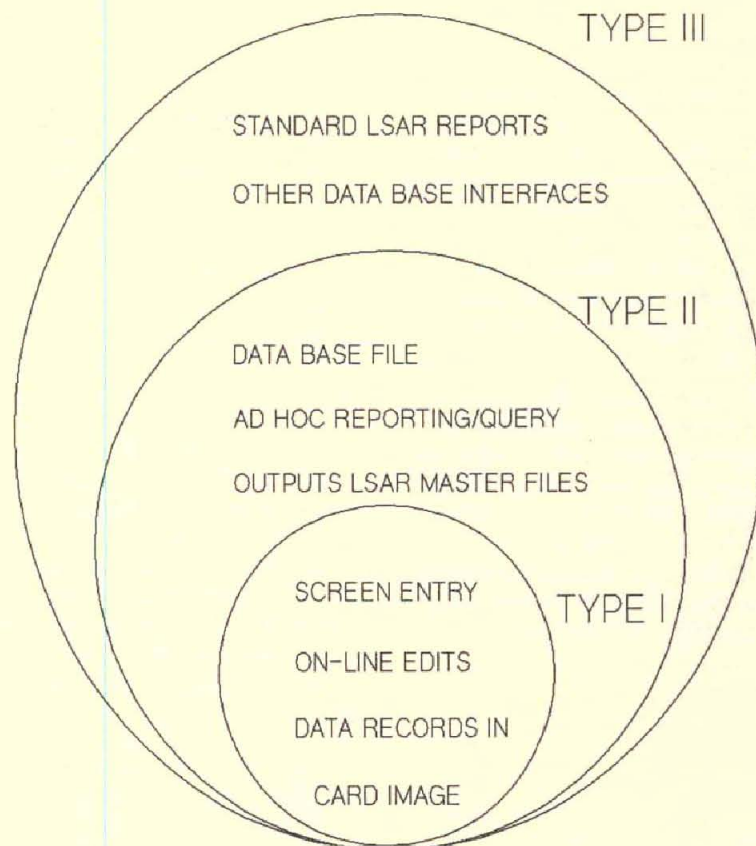 TYPE III
STANDARD LSAR REPORTS
OTHER DATA BASE INTERFACES
TYPE II
DATA BASE FILE
AD HOC REPORTING/QUERY
OUTPUTS LSAR MASTER FILES
SCREEN ENTRY
TYPE I
ON-LINE EDITS
DATA RECORDS IN
CARD IMAGE